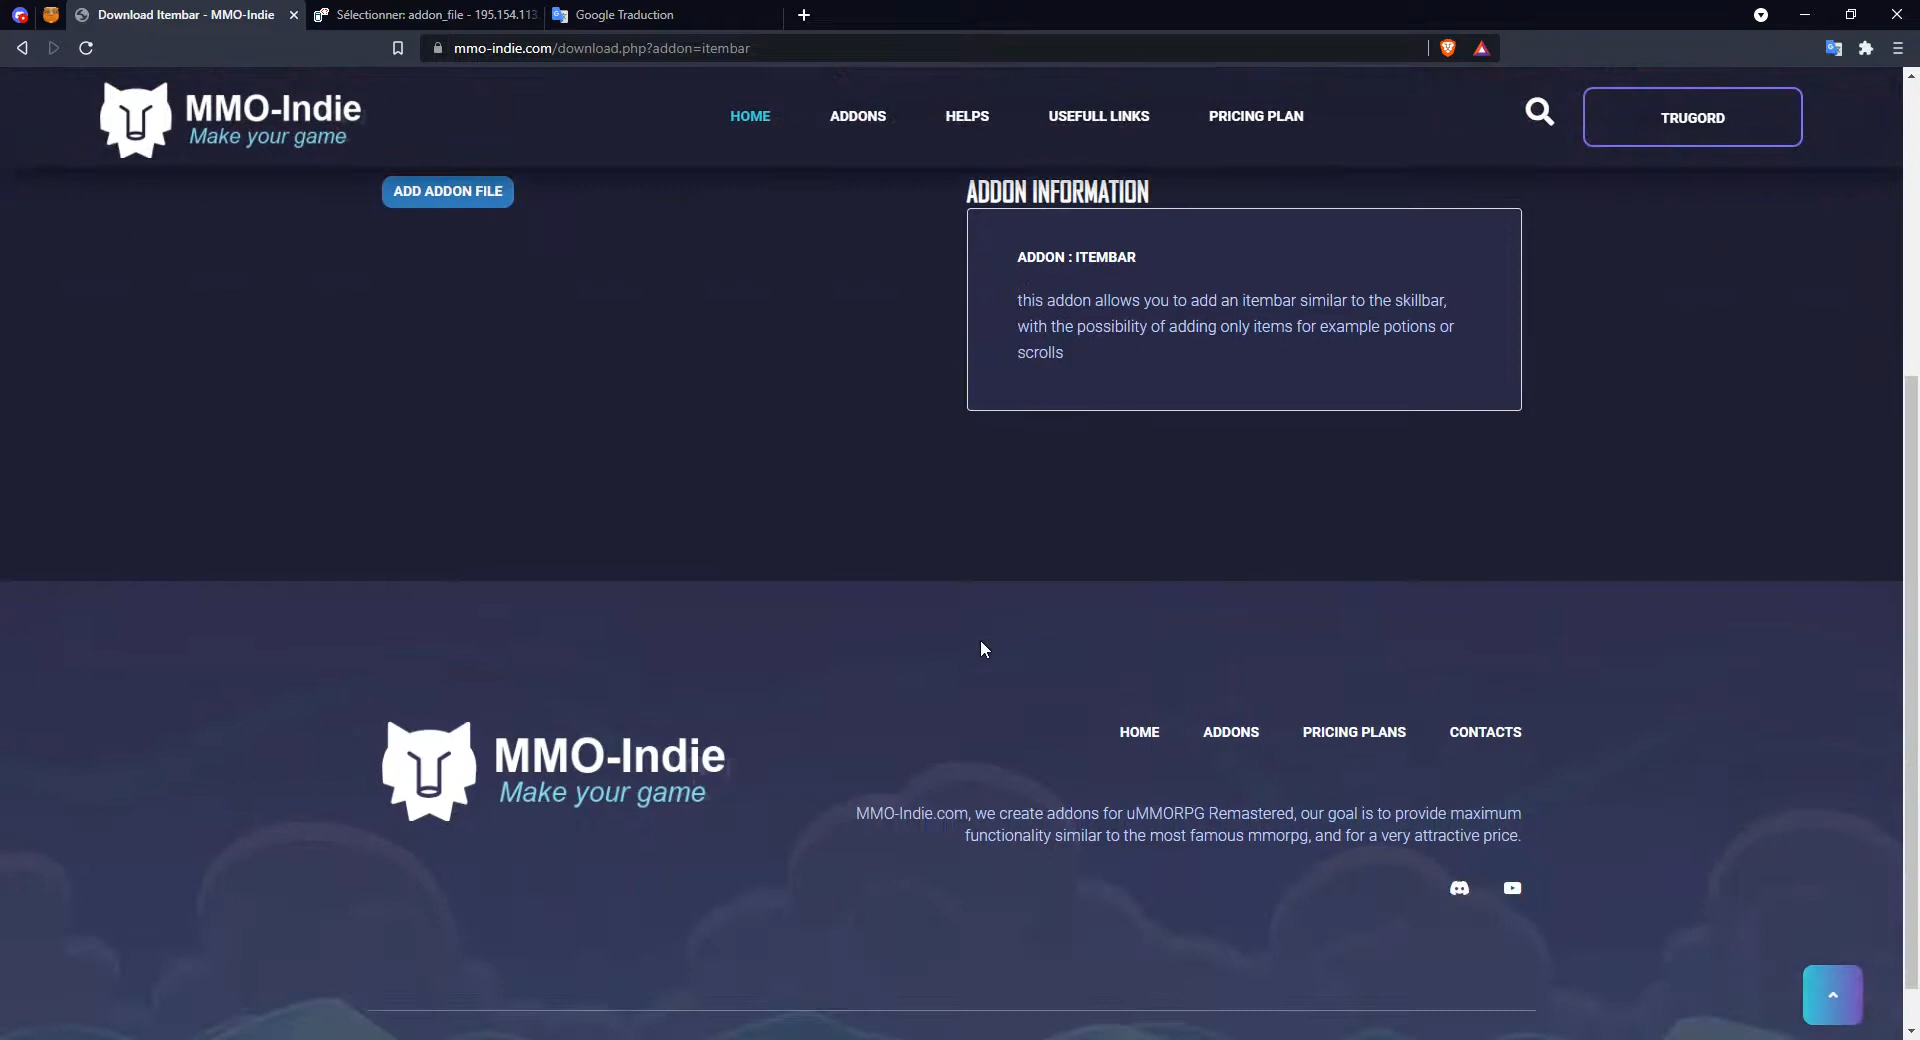 Download Itembar - MMO-Indie
Sélectionner: addon_file - 195.154.113
Google Traduction
mmo-indie.com/download.php?addon=itembar
MMO-Indie
Make your game
HOME
ADDONS
HELPS
USEFULL LINKS
PRICING PLAN
TRUGORD
ADD ADDON FILE
ADDON INFORMATION
ADDON : ITEMBAR
this addon allows you to add an itembar similar to the skillbar,
with the possibility of adding only items for example potions or
scrolls
MMO-Indie
Make your game
HOME
ADDONS
PRICING PLANS
CONTACTS
MMO-Indie.com, we create addons for uMMORPG Remastered, our goal is to provide maximum
functionality similar to the most famous mmorpg, and for a very attractive price.